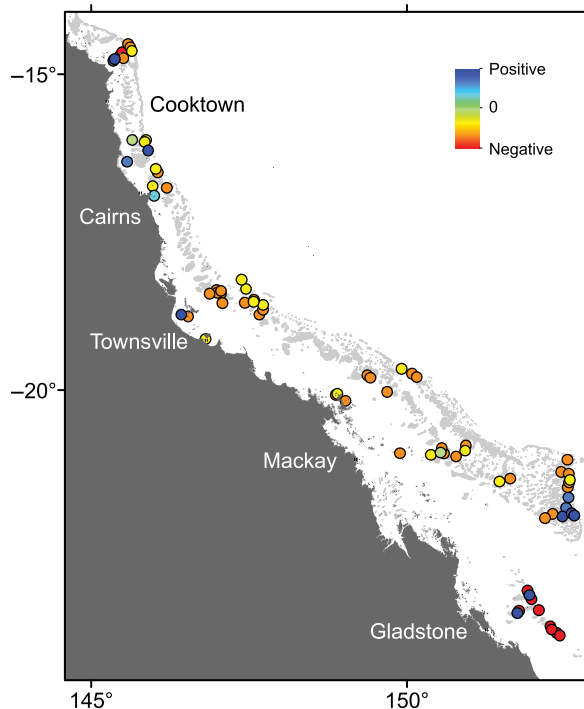 −15°
Positive
0
Negative
Cooktown
Cairns
Townsville
−20°
Mackay
Gladstone
145°
150°